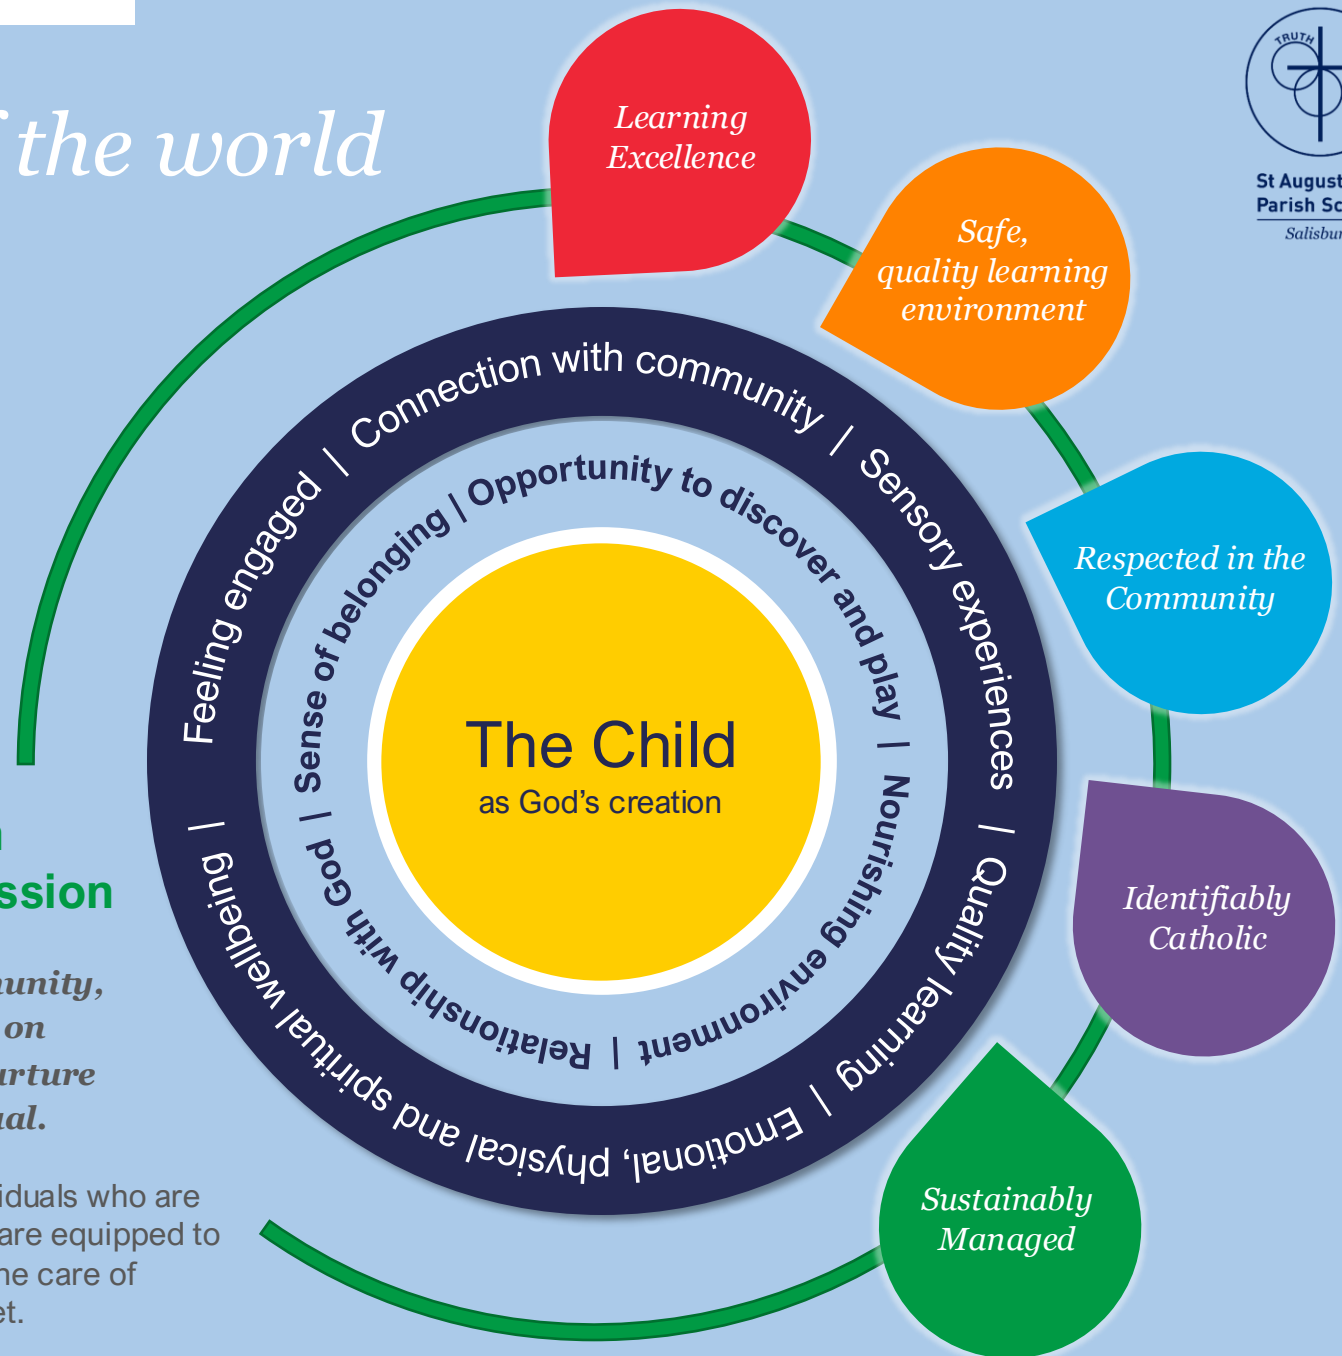 the world
TRUTH
St August
Parish Sc
Salisbur
Learning
Excellence
Safe,
quality learning
environment
Respected in the
Community
Identifiably
Catholic
Sustainably
Managed
Feeling engaged | Connection with community | Sensory experiences | Quality learning | Emotional, physical and spiritual wellbeing |
Sense of belonging | Opportunity to discover and play | Nourishing environment | Relationship with God |
The Child
as God's creation
ssion
unity,
on
urture
ual.
iduals who are
are equipped to
he care of
et.